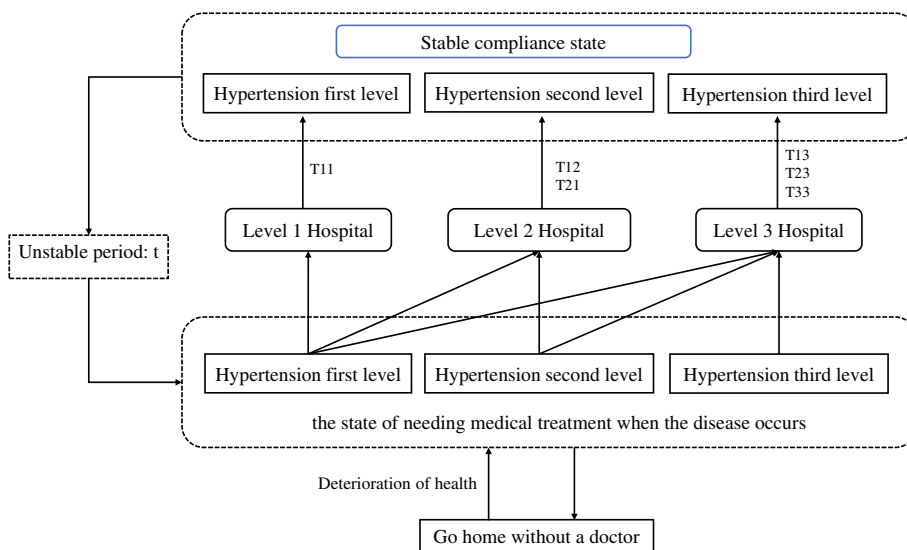 Stable compliance state
Hypertension first level
Hypertension second level
Hypertension third level
T11
T12
T21
T13
T23
T33
Level 1 Hospital
Level 2 Hospital
Level 3 Hospital
Unstable period: t
Hypertension first level
Hypertension second level
Hypertension third level
the state of needing medical treatment when the disease occurs
Deterioration of health
Go home without a doctor